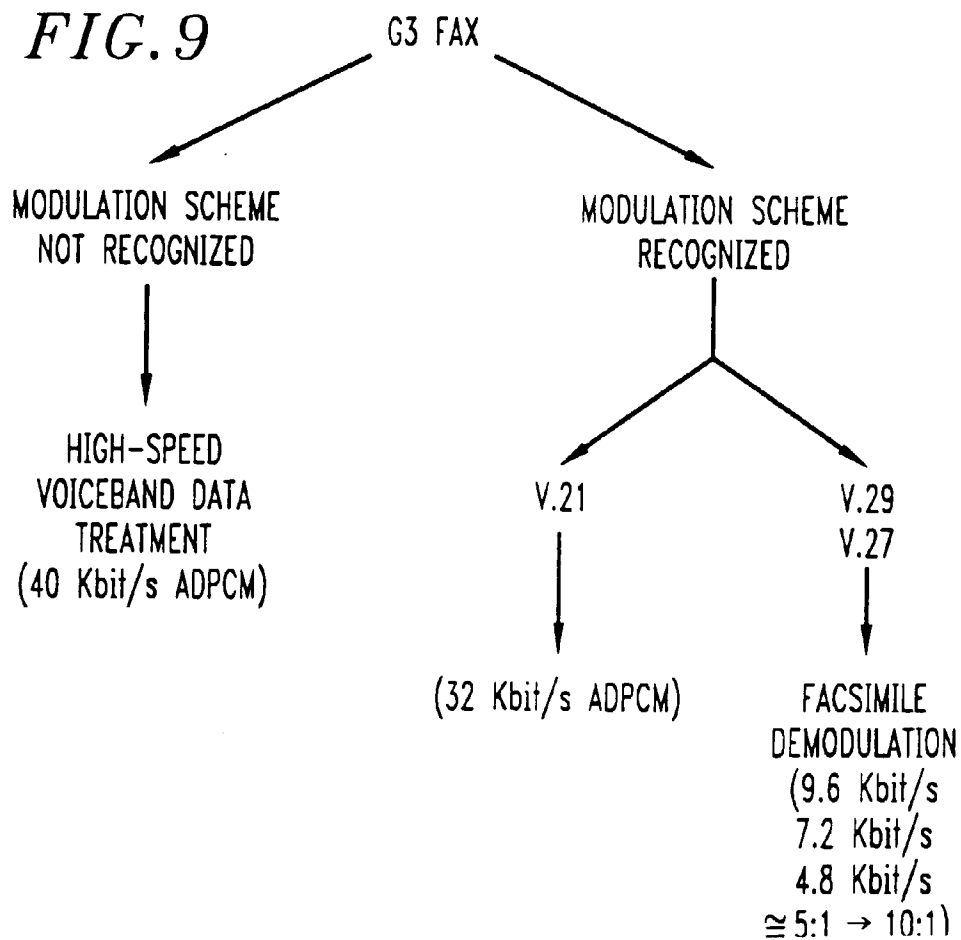 FIG. 9
G3 FAX
MODULATION SCHEME
NOT RECOGNIZED
MODULATION SCHEME
RECOGNIZED
HIGH-SPEED
VOICEBAND DATA
TREATMENT
(40 Kbit/s ADPCM)
V.21
V.29
V.27
(32 Kbit/s ADPCM)
FACSIMILE
DEMODULATION
(9.6 Kbit/s
7.2 Kbit/s
4.8 Kbit/s
≅ 5:1 → 10:1)